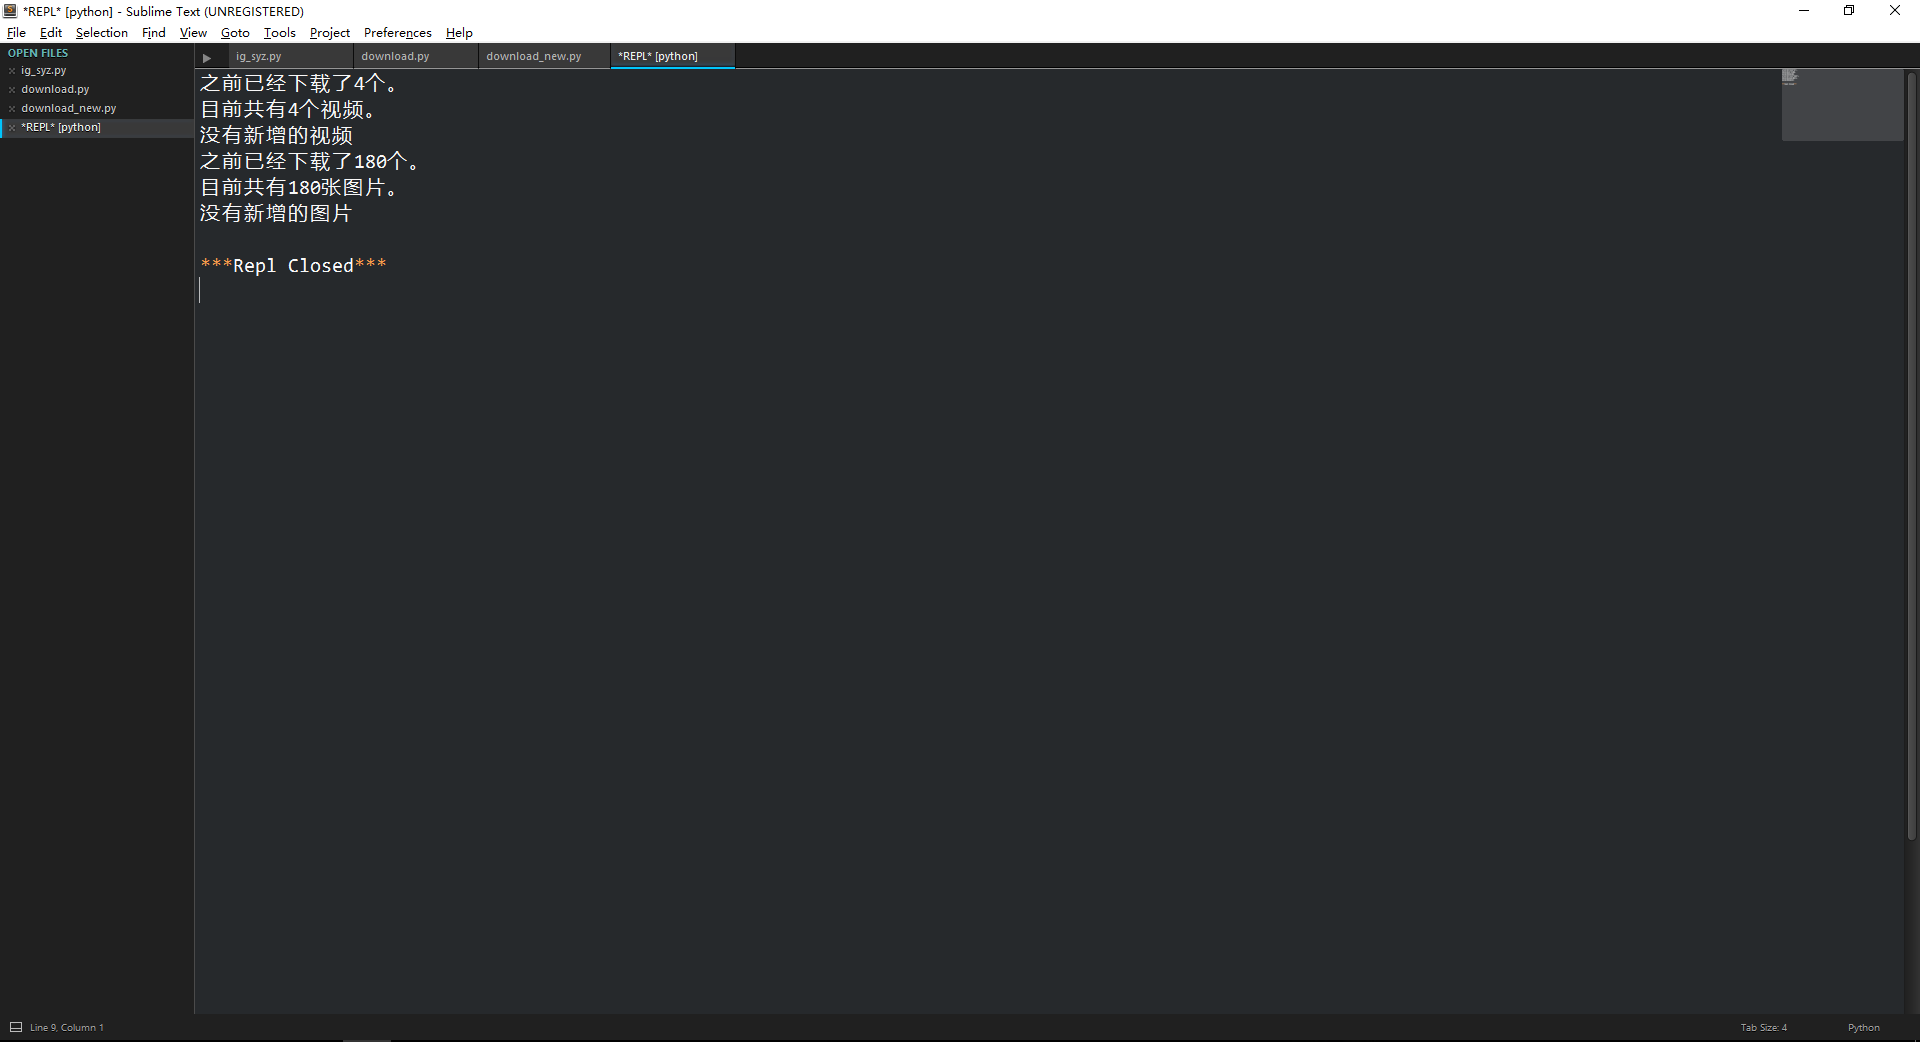 *REPL* [python] - Sublime Text (UNREGISTERED)
File Edit Selection Find View Goto Tools Project Preferences Help
OPEN FILES
ig_syz.py
download.py
download_new.py
*REPL* [python]
ig_syz.py download.py download_new.py *REPL* [python]
之前已经下载了4个。
目前共有4个视频。
没有新增的视频
之前已经下载了180个。
目前共有180张图片。
没有新增的图片
***Repl Closed***
Line 9, Column 1 Tab Size: 4 Python